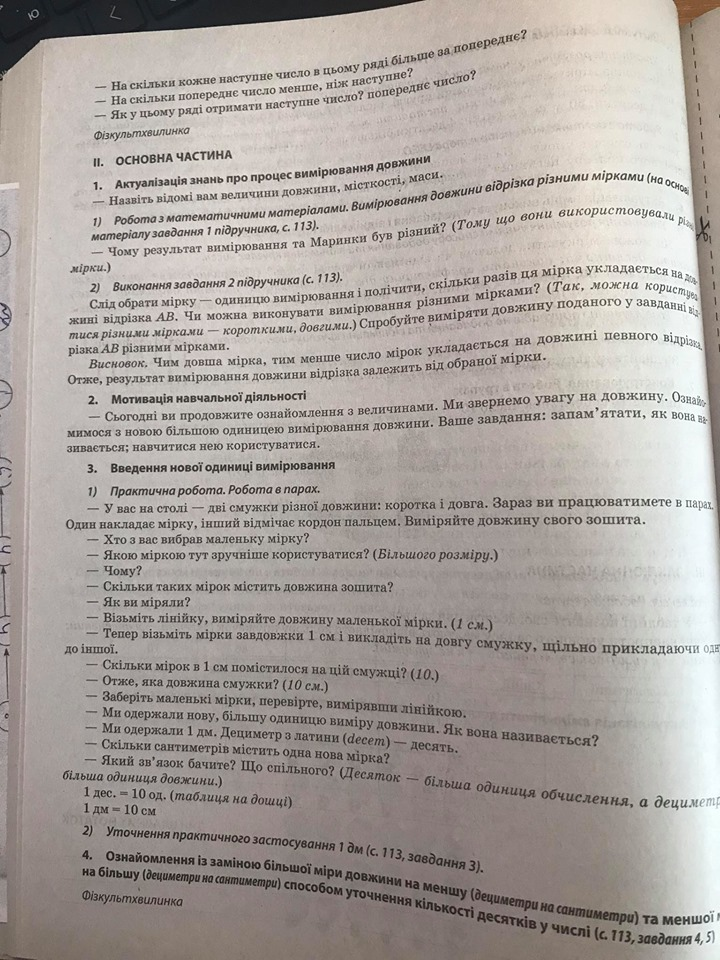 — На скільки кожне наступне число в цьому ряді більше за попереднє?
— На скільки попереднє число менше, ніж наступне?
— Як у цьому ряді отримати наступне число? попереднє число?
Фізкультхвилинка
II. ОСНОВНА ЧАСТИНА
1. Актуалізація знань про процес вимірювання довжини
— Назвіть відомі вам величини довжини, місткості, маси.
1) Робота з математичними матеріалами. Вимірювання довжини відрізка різними мірками (на основі
матеріалу завдання 1 підручника, с. 113).
— Чому результат вимірювання та Маринки був різний? (Тому що вони використовували різні
мірки.)
2) Виконання завдання 2 підручника (с. 113).
Слід обрати мірку — одиницю вимірювання і полічити, скільки разів ця мірка укладається на дов-
жині відрізка АВ. Чи можна виконувати вимірювання різними мірками? (Так, можна користува-
тися різними мірками — короткими, довгими.) Спробуйте виміряти довжину поданого у завданні від-
різка АВ різними мірками.
Висновок. Чим довша мірка, тим менше число мірок укладається на довжині певного відрізка.
Отже, результат вимірювання довжини відрізка залежить від обраної мірки.
2. Мотивація навчальної діяльності
— Сьогодні ви продовжите ознайомлення з величинами. Ми звернемо увагу на довжину. Ознайо-
мимося з новою більшою одиницею вимірювання довжини. Ваше завдання: запам’ятати, як вона на-
зивається; навчитися нею користуватися.
3. Введення нової одиниці вимірювання
1) Практична робота. Робота в парах.
— У вас на столі — дві смужки різної довжини: коротка і довга. Зараз ви працюватимете в парах.
Один накладає мірку, інший відмічає кордон пальцем. Виміряйте довжину свого зошита.
— Хто з вас вибрав маленьку мірку?
— Якою міркою тут зручніше користуватися? (Більшого розміру.)
— Чому?
— Скільки таких мірок містить довжина зошита?
— Як ви міряли?
— Візьміть лінійку, виміряйте довжину маленької мірки. (1 см.)
— Тепер візьміть мірки завдовжки 1 см і викладіть на довгу смужку, щільно прикладаючи одн
до іншої.
— Скільки мірок в 1 см помістилося на цій смужці? (10.)
— Отже, яка довжина смужки? (10 см.)
— Заберіть маленькі мірки, перевірте, вимірявши лінійкою.
— Ми одержали нову, більшу одиницю виміру довжини. Як вона називається?
— Ми одержали 1 дм. Дециметр з латини (decem) — десять.
— Скільки сантиметрів містить одна нова мірка?
— Який зв’язок бачите? Що спільного? (Десяток — більша одиниця обчислення, а дециметр
більша одиниця довжини.)
1 дес. = 10 од. (таблиця на дошці)
1 дм = 10 см
2) Уточнення практичного застосування 1 дм (с. 113, завдання 3).
4. Ознайомлення із заміною більшої міри довжини на меншу (дециметри на сантиметри) та меншої м
на більшу (дециметри на сантиметри) способом уточнення кількості десятків у числі (с. 113, завдання 4, 5)
Фізкультхвилинка